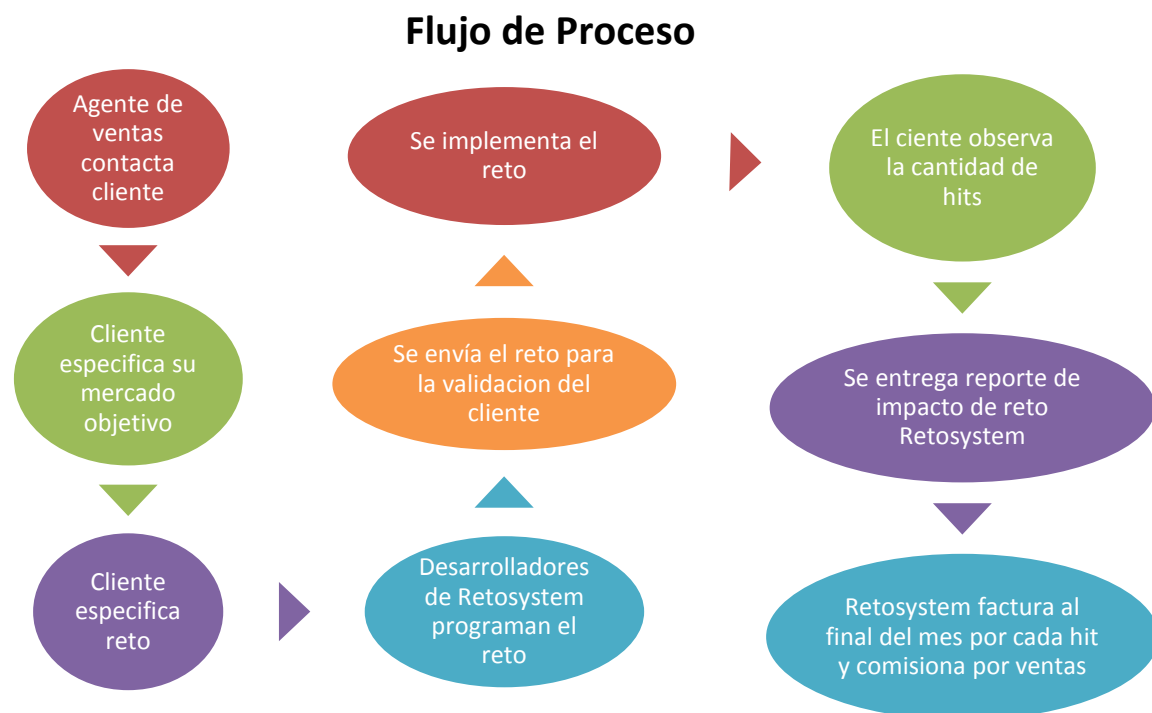 Flujo de Proceso
Agente de
ventas
contacta
cliente
Cliente
especifica su
mercado
objetivo
Cliente
especifica
reto
Desarrolladores
de Retosystem
programan el
reto
Se envía el reto para
la validacion del
cliente
Se implementa el
reto
El ciente observa
la cantidad de
hits
Se entrega reporte de
impacto de reto
Retosystem
Retosystem factura al
final del mes por cada hit
y comisiona por ventas